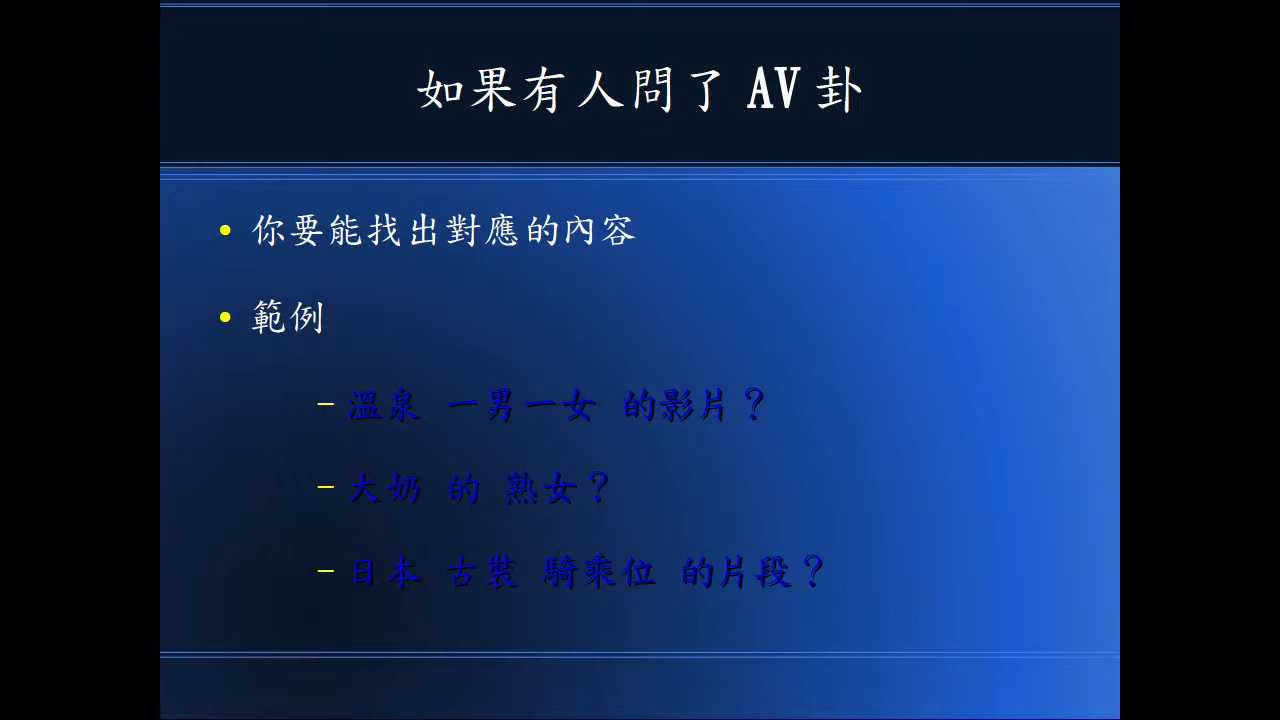 如果有人問了 AV 卦
• 你要能找出對應的內容
• 範例
– 溫泉 一男一女 的影片？
– 大奶 的 熟女？
– 日本 古裝 騎乘位 的片段？